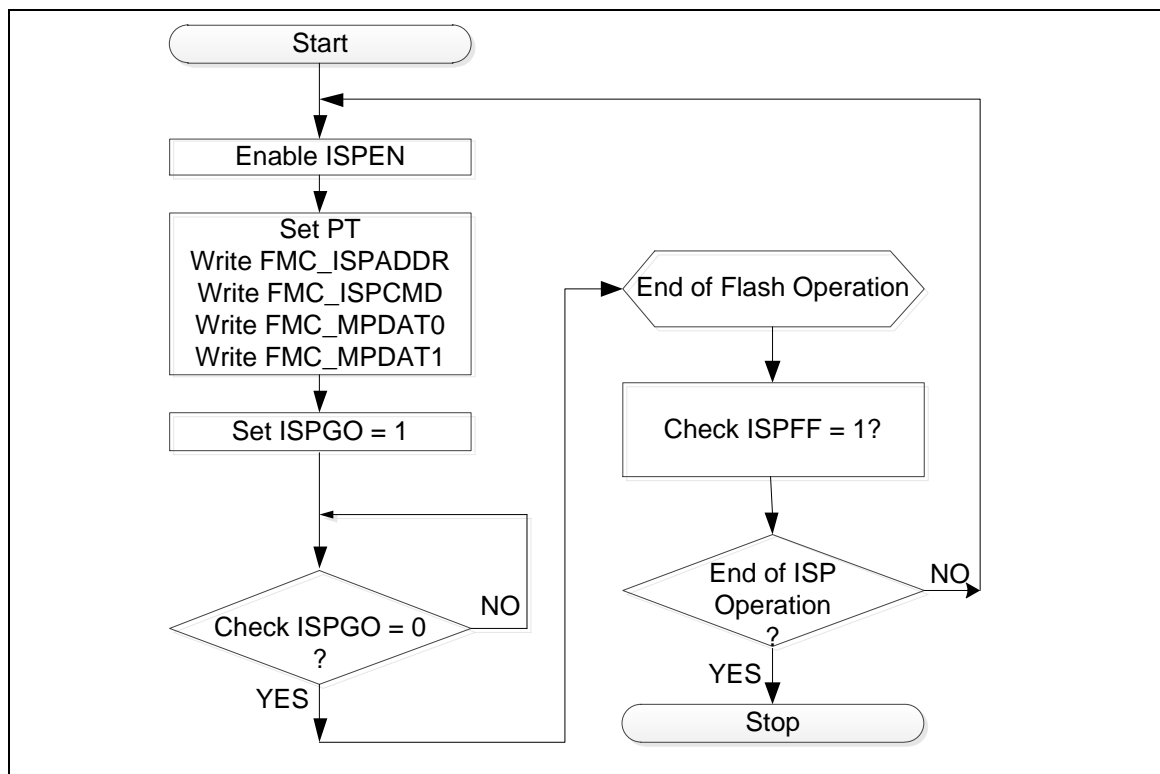 Start
Enable ISPEN
Set PT
Write FMC_ISPADDR
Write FMC_ISPCMD
Write FMC_MPDAT0
Write FMC_MPDAT1
Set ISPGO = 1
Check ISPGO = 0
?
NO
YES
End of Flash Operation
Check ISPFF = 1?
End of ISP
Operation
?
NO
YES
Stop